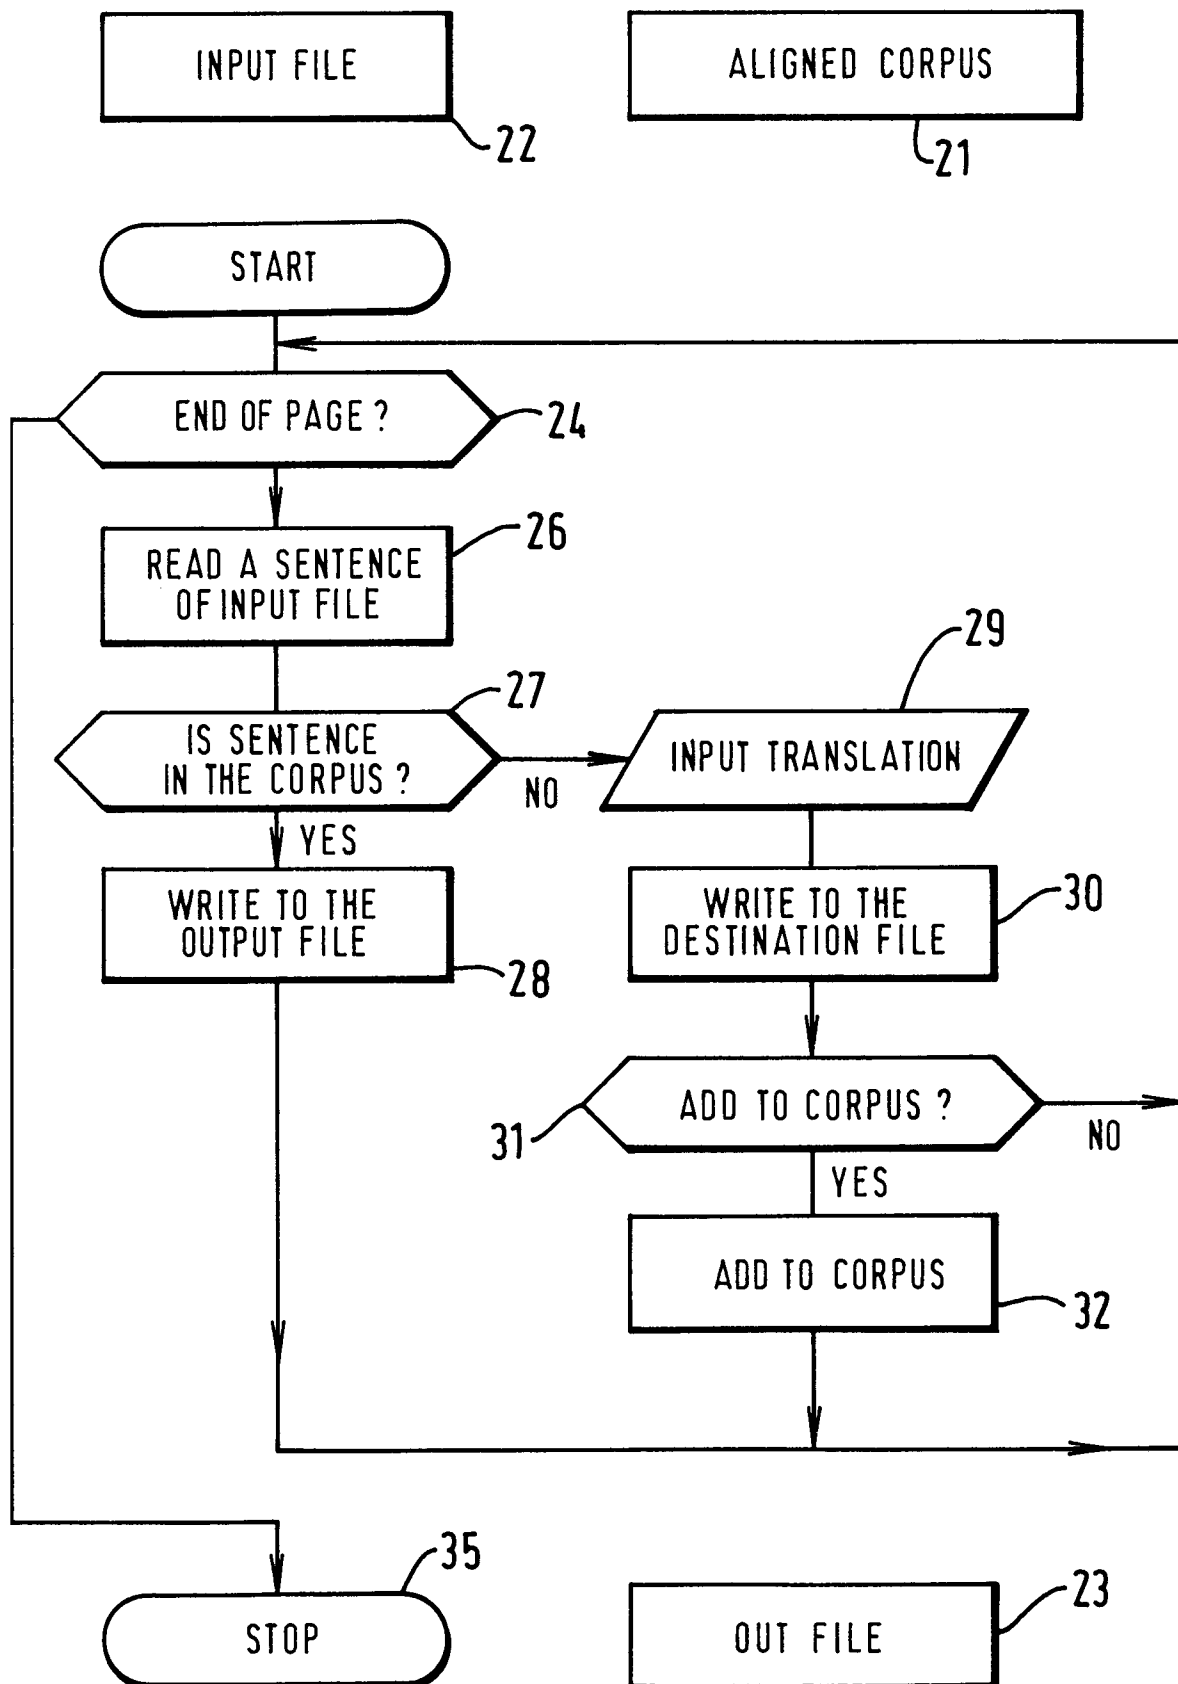 INPUT FILE
ALIGNED CORPUS
22
21
START
END OF PAGE ?
24
26
READ A SENTENCE
OF INPUT FILE
29
27
IS SENTENCE
IN THE CORPUS ?
INPUT TRANSLATION
NO
YES
WRITE TO THE
OUTPUT FILE
28
WRITE TO THE
DESTINATION FILE
30
ADD TO CORPUS ?
31
NO
YES
ADD TO CORPUS
32
35
STOP
23
OUT FILE